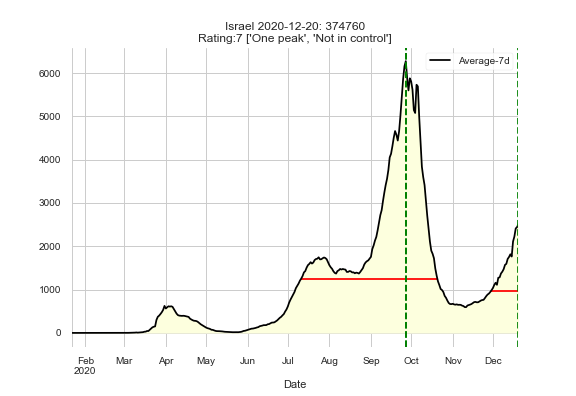 Israel 2020-12-20: 374760
Rating:7 ['One peak', 'Not in control']
Average-7d
6000
5000
4000
3000
2000
1000
0
Feb Mar Apr May Jun Jul Aug Sep Oct Nov Dec
2020
Date